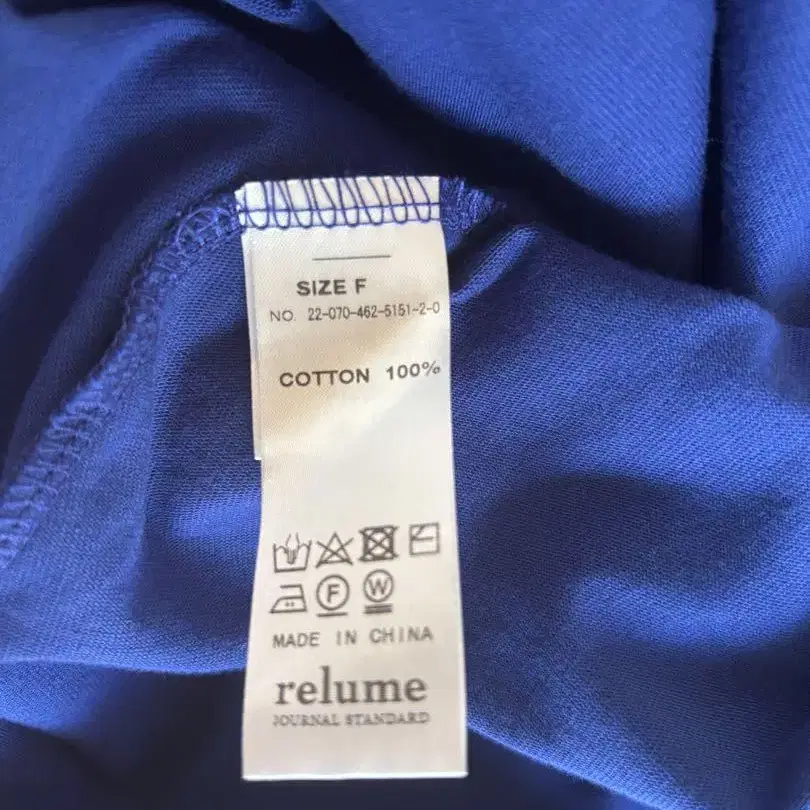 SIZE F
NO. 22-070-462-5151-2-0
COTTON 100%
F W
MADE IN CHINA
relume
JOURNAL STANDARD